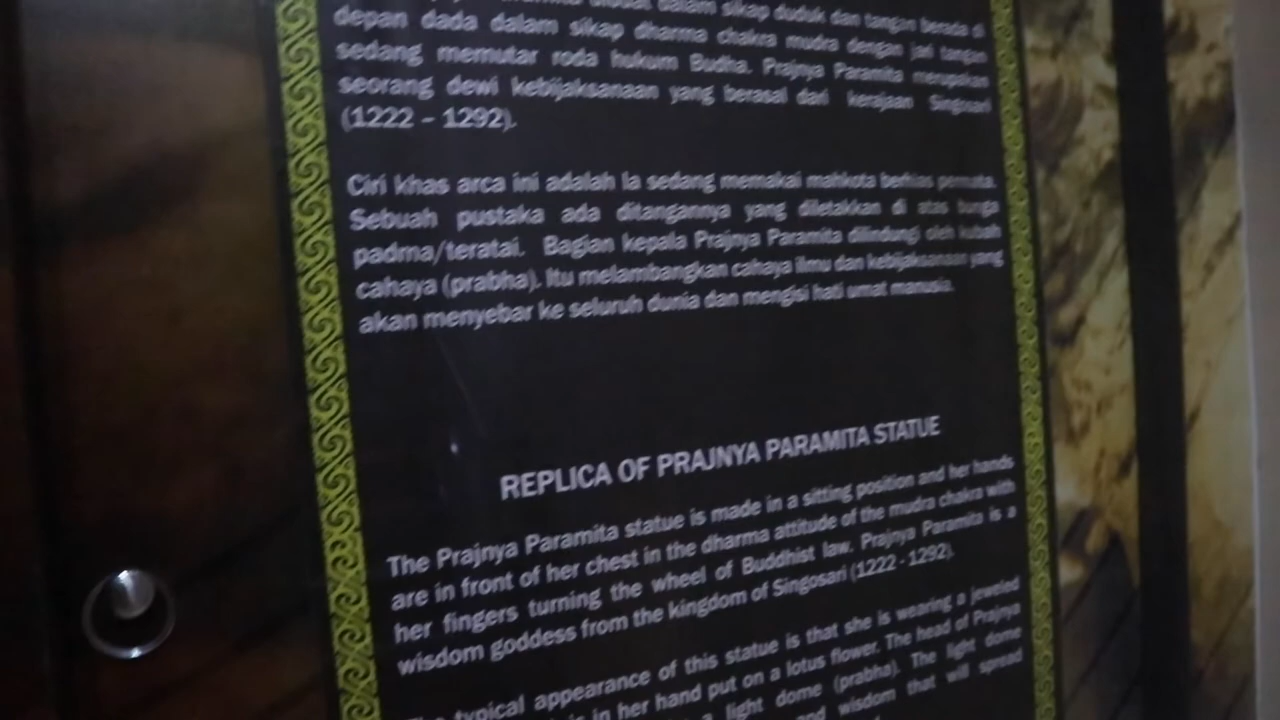 dalam sikap duduk dan tangan berada di
depan dada dalam sikap dharma chakra mudra dengan jari tangan
sedang memutar roda hukum Budha. Prajnya Paramita merupakan
seorang dewi kebijaksanaan yang berasal dari kerajaan Singosari
(1222 – 1292).
Ciri khas arca ini adalah Ia sedang memakai mahkota berhias permata.
Sebuah pustaka ada ditangannya yang diletakkan di atas bunga
padma/teratai. Bagian kepala Prajnya Paramita dilindungi oleh kubah
cahaya (prabha). Itu melambangkan cahaya ilmu dan kebijaksanaan yang
akan menyebar ke seluruh dunia dan mengisi hati umat manusia.
REPLICA OF PRAJNYA PARAMITA STATUE
The Prajnya Paramita statue is made in a sitting position and her hands
are in front of her chest in the dharma attitude of the mudra chakra with
her fingers turning the wheel of Buddhist law. Prajnya Paramita is a
wisdom goddess from the kingdom of Singosari (1222 - 1292).
typical appearance of this statue is that she is wearing a jeweled
in her hand put on a lotus flower. The head of Prajnya
a light dome (prabha). The light dome
and wisdom that will spread